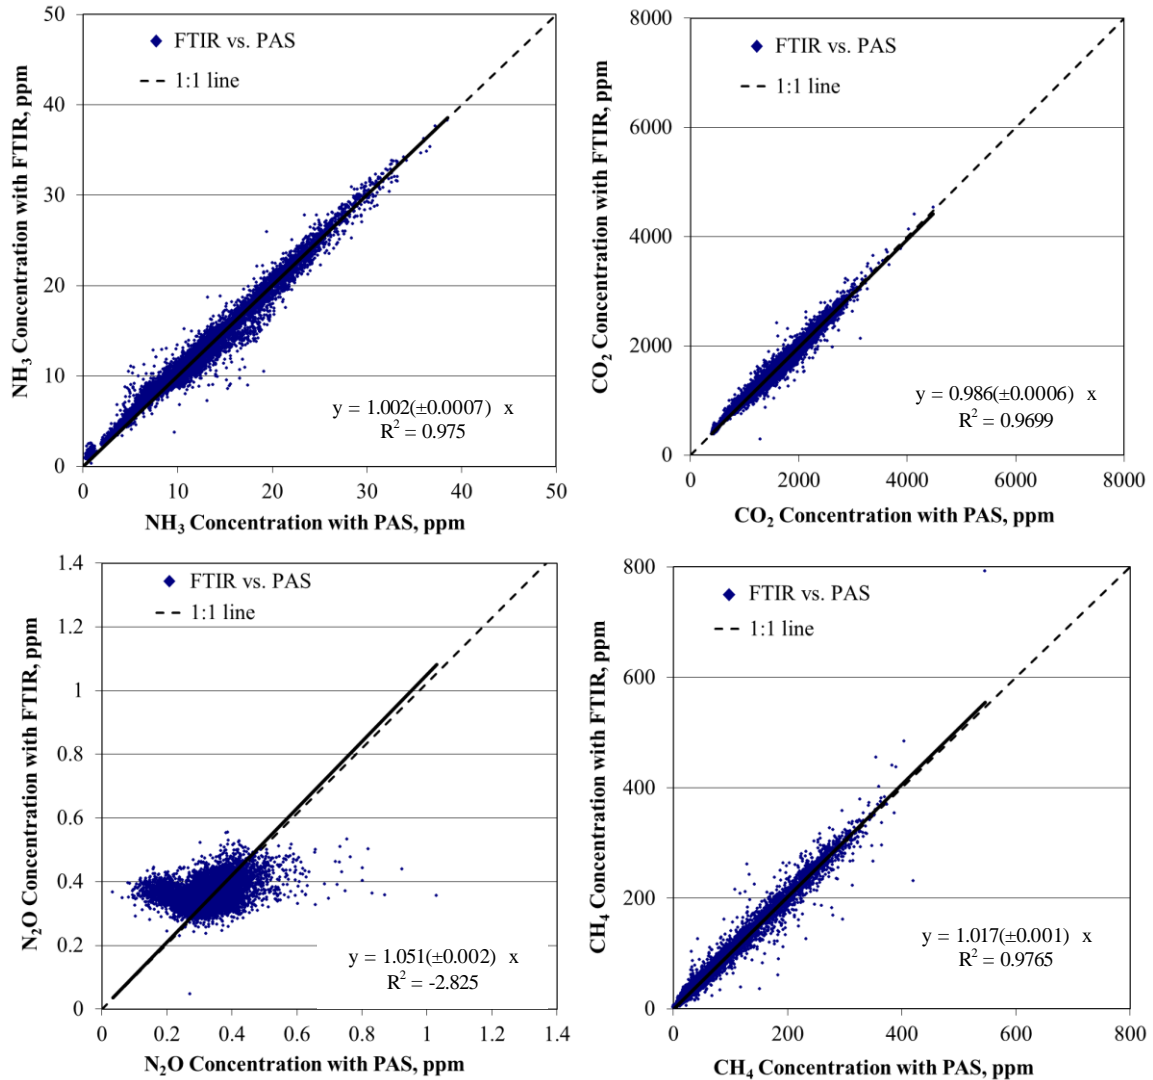 NH3 Concentration with FTIR, ppm
50
40
30
20
10
0
FTIR vs. PAS
1:1 line
y = 1.002(±0.0007) x
R2 = 0.975
0 10 20 30 40 50
NH3 Concentration with PAS, ppm
CO2 Concentration with FTIR, ppm
8000
6000
4000
2000
0
FTIR vs. PAS
1:1 line
y = 0.986(±0.0006) x
R2 = 0.9699
0 2000 4000 6000 8000
CO2 Concentration with PAS, ppm
N2O Concentration with FTIR, ppm
1.4
1.2
1
0.8
0.6
0.4
0.2
0
FTIR vs. PAS
1:1 line
y = 1.051(±0.002) x
R2 = -2.825
0 0.2 0.4 0.6 0.8 1 1.2 1.4
N2O Concentration with PAS, ppm
CH4 Concentration with FTIR, ppm
800
600
400
200
0
FTIR vs. PAS
1:1 line
y = 1.017(±0.001) x
R2 = 0.9765
0 200 400 600 800
CH4 Concentration with PAS, ppm